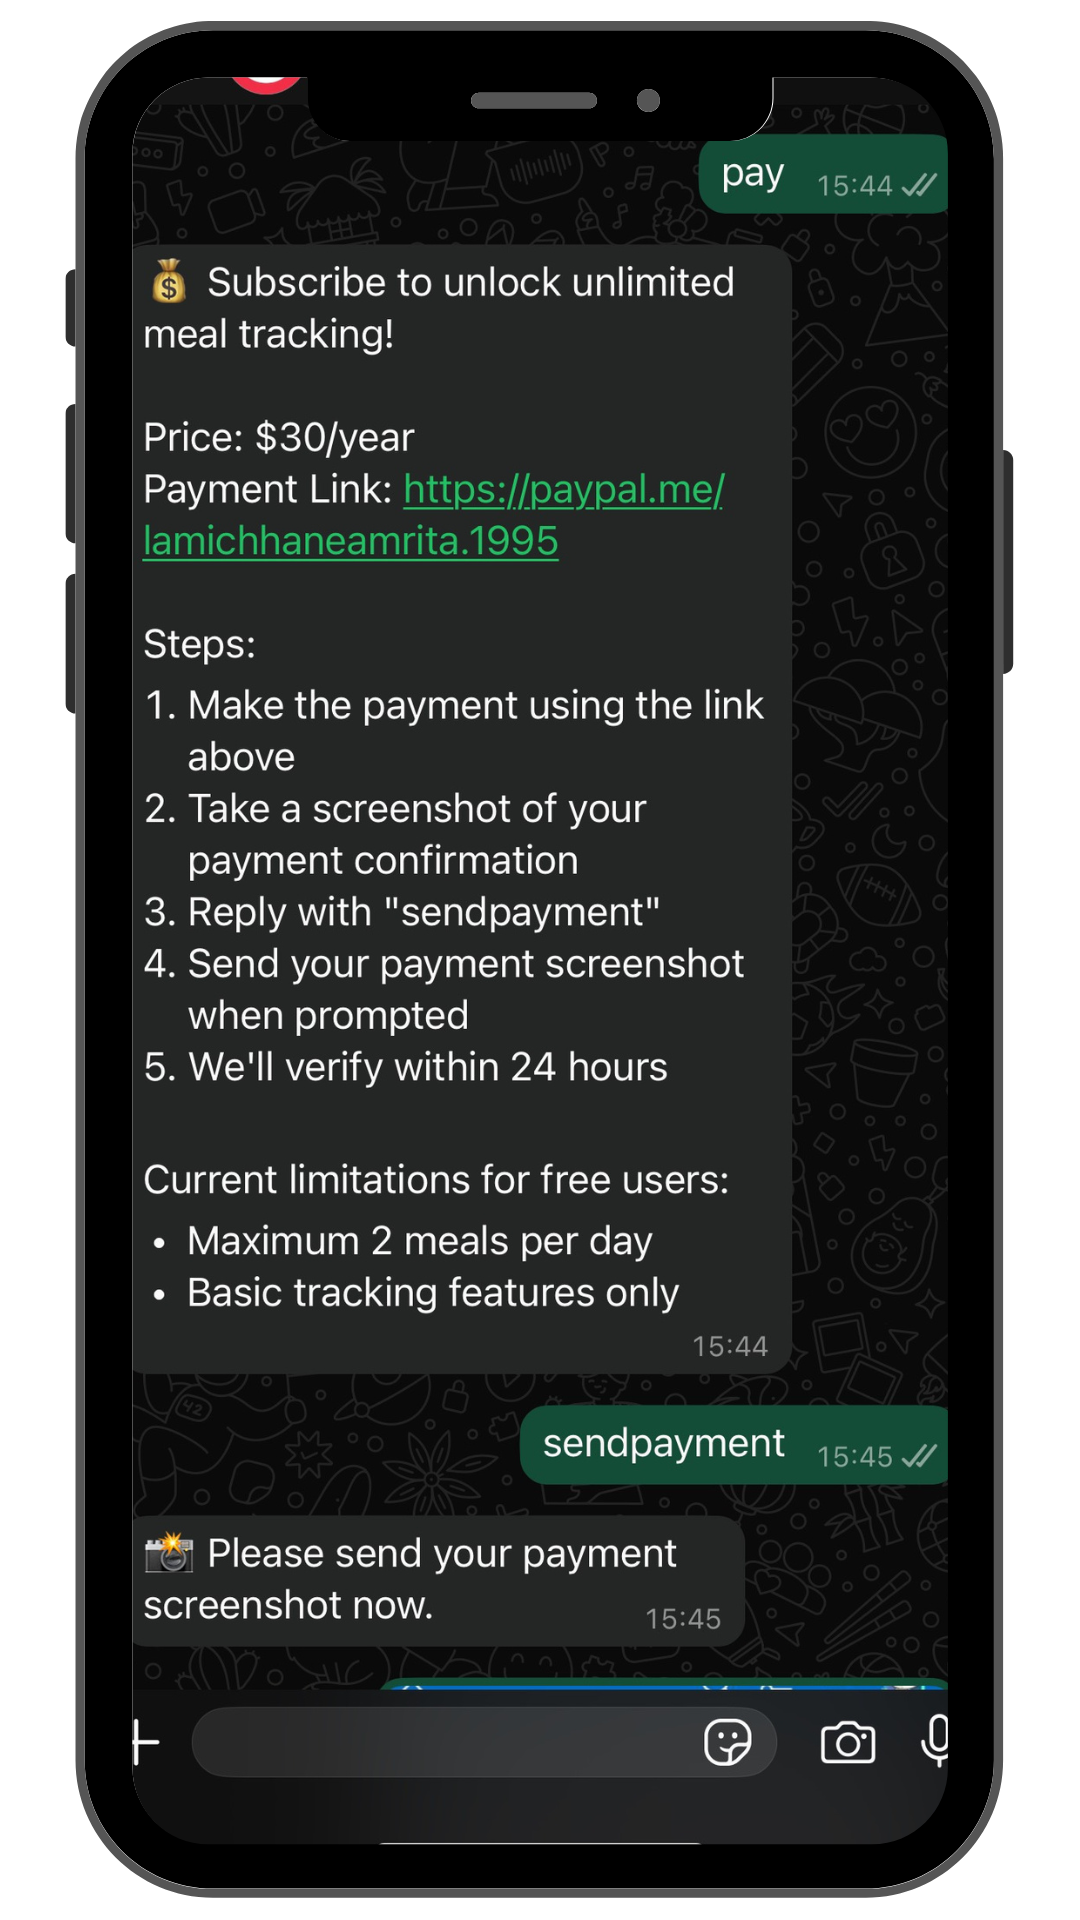 pay 15:44
💰 Subscribe to unlock unlimited
meal tracking!
Price: $30/year
Payment Link: https://paypal.me/
lamichhaneamrita.1995
Steps:
1. Make the payment using the link
above
2. Take a screenshot of your
payment confirmation
3. Reply with "sendpayment"
4. Send your payment screenshot
when prompted
5. We'll verify within 24 hours
Current limitations for free users:
• Maximum 2 meals per day
• Basic tracking features only
15:44
sendpayment 15:45
📸 Please send your payment
screenshot now. 15:45